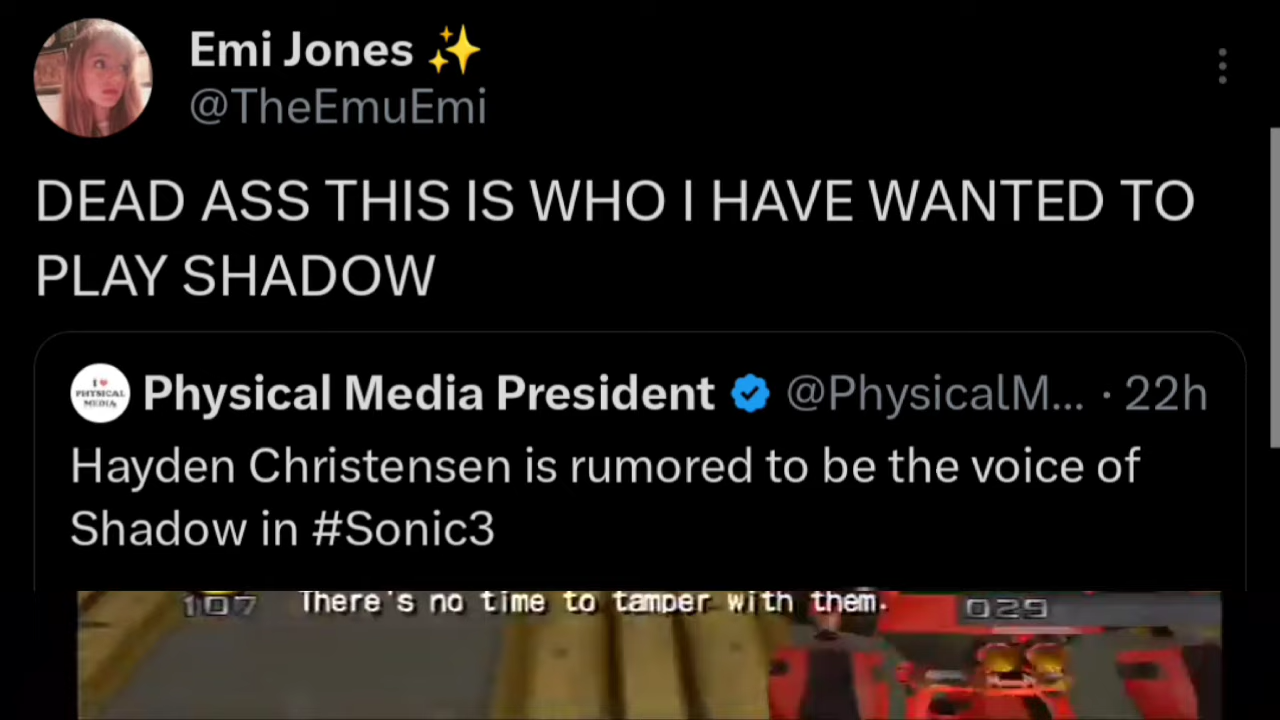 Emi Jones ✨
@TheEmuEmi
DEAD ASS THIS IS WHO I HAVE WANTED TO
PLAY SHADOW
I ❤ PHYSICAL MEDIA
Physical Media President @PhysicalM... · 22h
Hayden Christensen is rumored to be the voice of
Shadow in #Sonic3
107 There's no time to tamper with them. 029